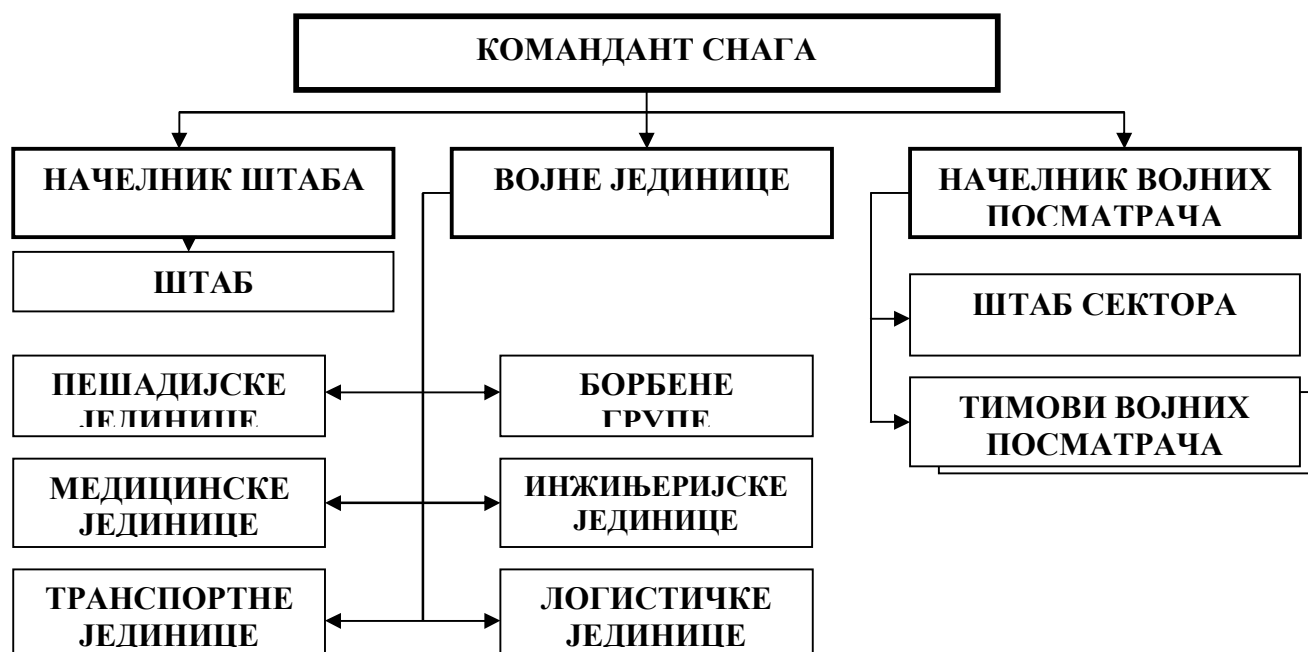 КОМАНДАНТ СНАГА
НАЧЕЛНИК ШТАБА
ВОЈНЕ ЈЕДИНИЦЕ
НАЧЕЛНИК ВОЈНИХ
ПОСМАТРАЧА
ШТАБ
ШТАБ СЕКТОРА
ПЕШАДИЈСКЕ
ЈЕДИНИЦЕ
БОРБЕНЕ
ГРУПЕ
ТИМОВИ ВОЈНИХ
ПОСМАТРАЧА
МЕДИЦИНСКЕ
ЈЕДИНИЦЕ
ИНЖИЊЕРИЈСКЕ
ЈЕДИНИЦЕ
ТРАНСПОРТНЕ
ЈЕДИНИЦЕ
ЛОГИСТИЧКЕ
ЈЕДИНИЦЕ